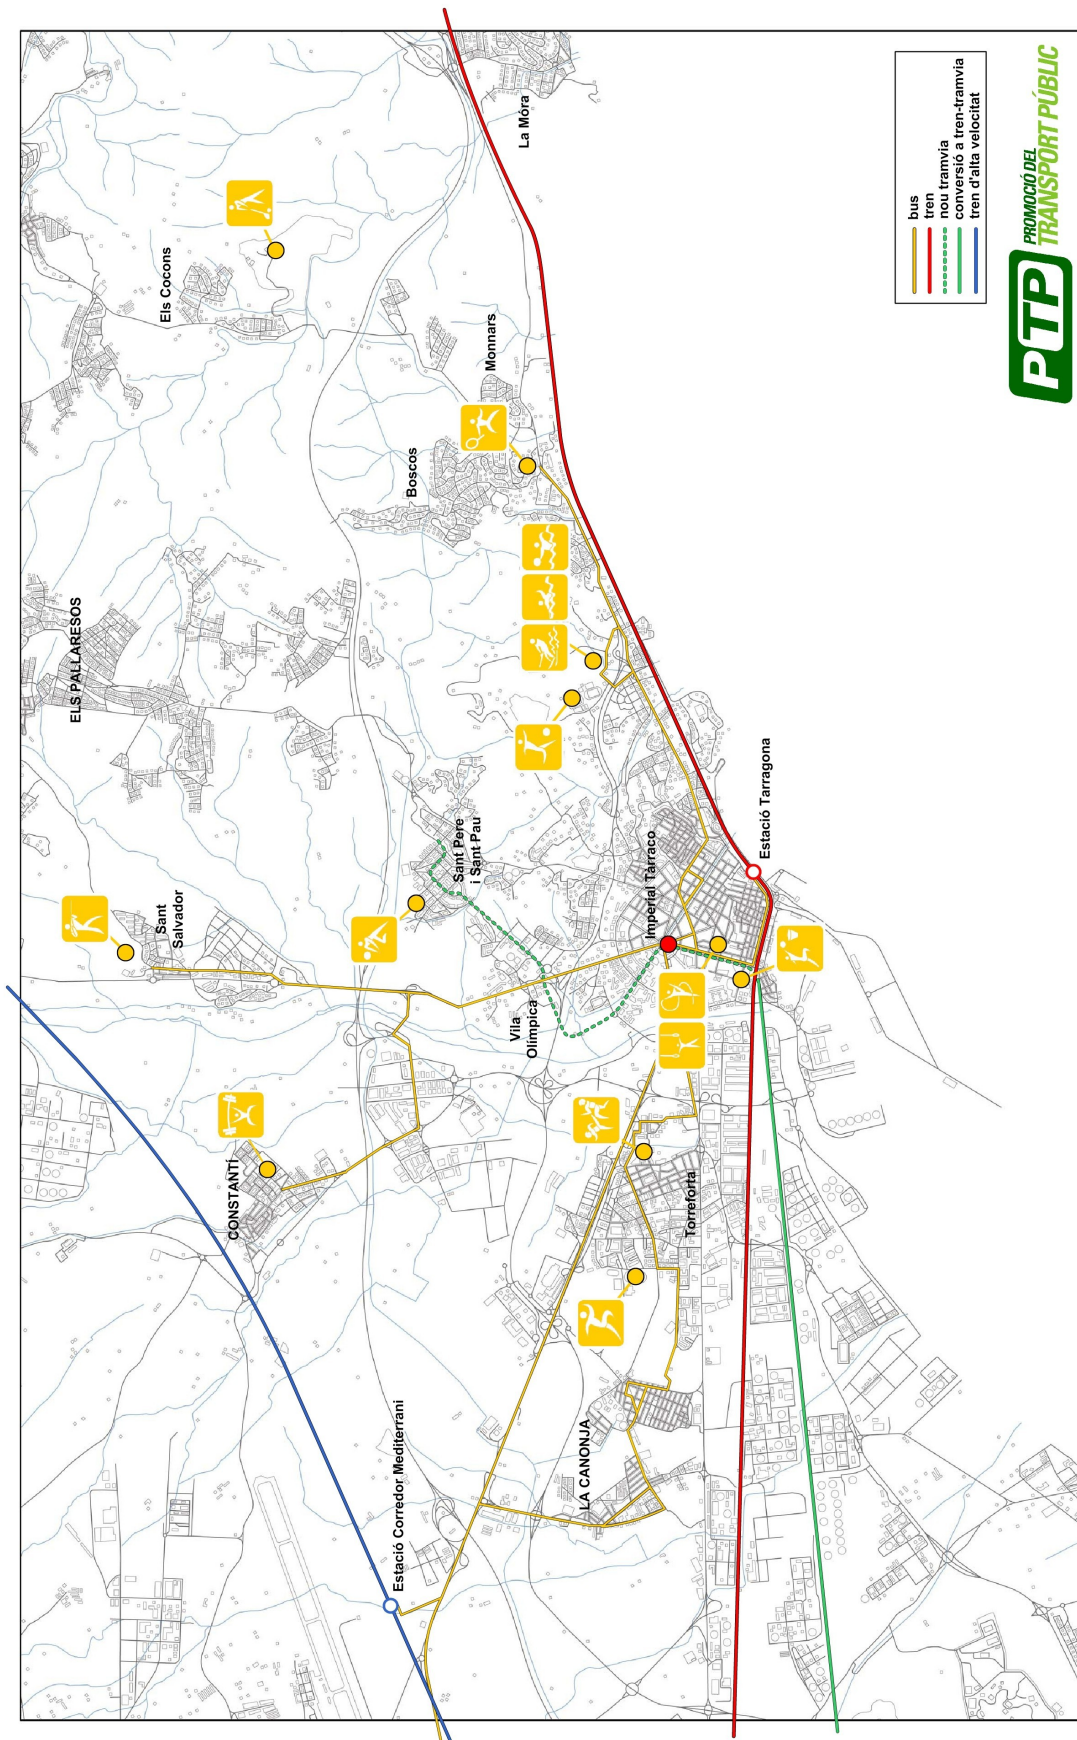 La Móra
Els Cocons
Monnars
Boscos
ELS PALLARESOS
Sant Pere
i Sant Pau
Sant
Salvador
Imperial Tàrraco
Estació Tarragona
Vila
Olímpica
CONSTANTÍ
Torreforta
LA CANONJA
Estació Corredor Mediterrani
bus
tren
nou tramvia
conversió a tren-tramvia
tren d'alta velocitat
PTP
PROMOCIÓ DEL
TRANSPORT PÚBLIC